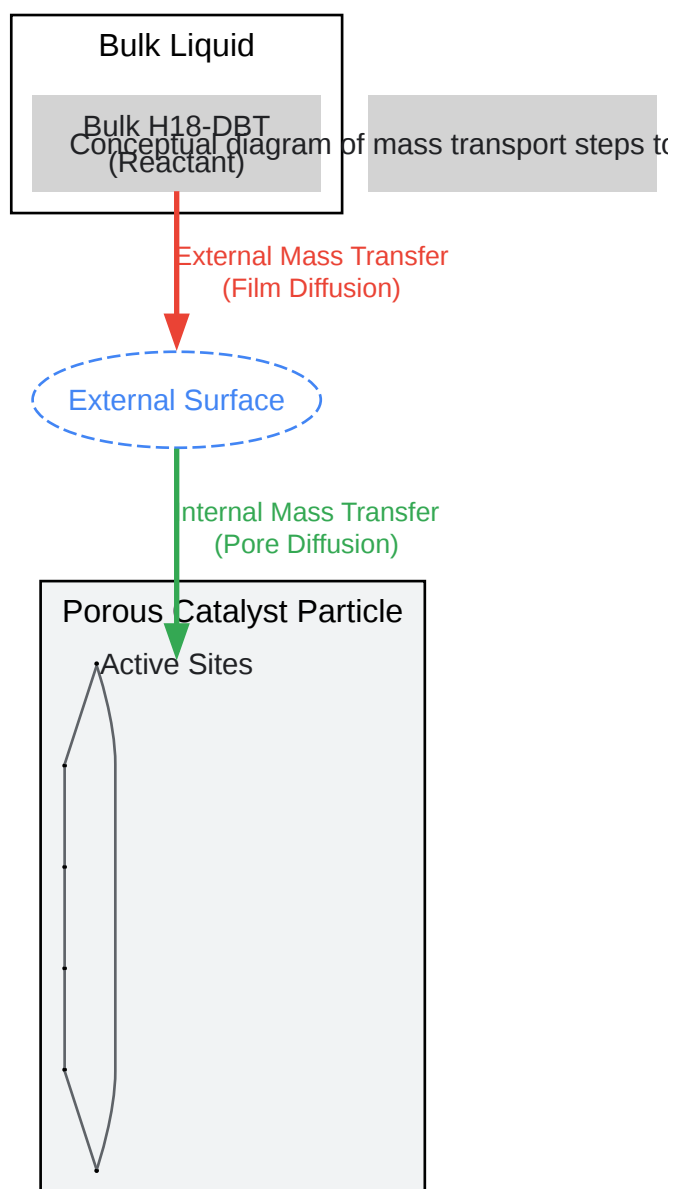 Bulk Liquid
Bulk H18-DBT
(Reactant)
Conceptual diagram of mass transport steps to
External Mass Transfer
(Film Diffusion)
External Surface
Internal Mass Transfer
(Pore Diffusion)
Porous Catalyst Particle
Active Sites